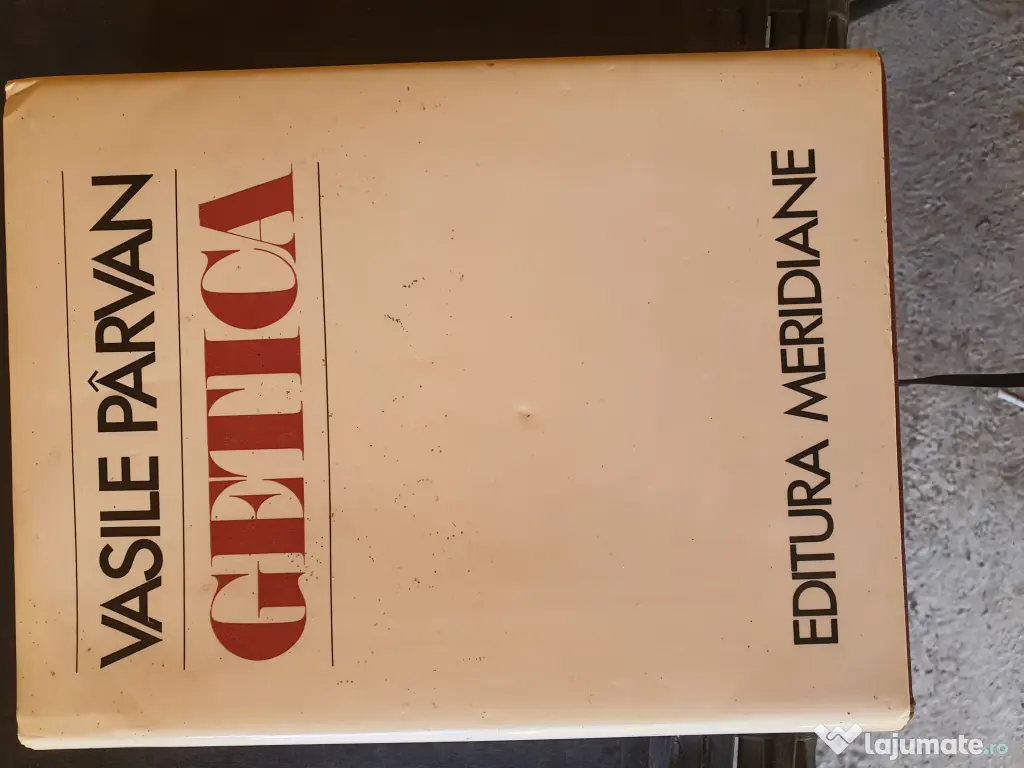 VASILE PÂRVAN
GETICA
EDITURA MERIDIANE
lajumate.ro